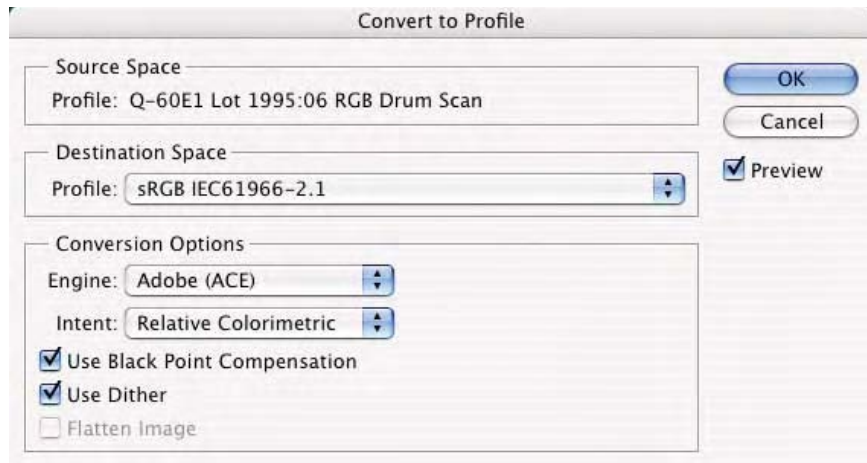 Convert to Profile
Source Space
Profile: Q-60E1 Lot 1995:06 RGB Drum Scan
OK
Cancel
Preview
Destination Space
Profile: sRGB IEC61966-2.1
Conversion Options
Engine: Adobe (ACE)
Intent: Relative Colorimetric
Use Black Point Compensation
Use Dither
Flatten Image